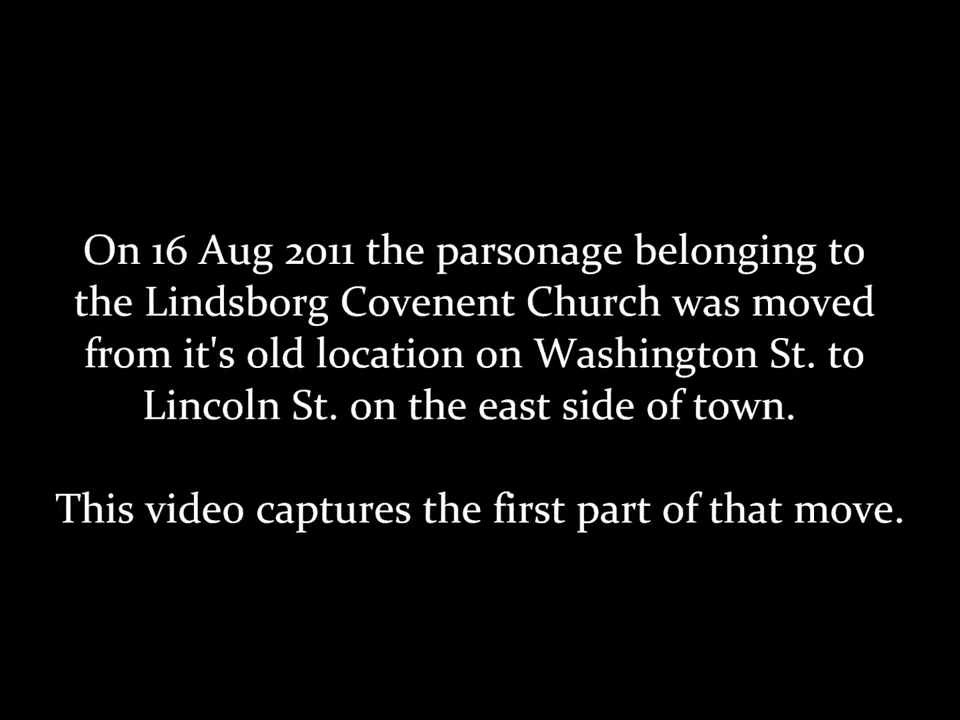 On 16 Aug 2011 the parsonage belonging to
the Lindsborg Covenent Church was moved
from it's old location on Washington St. to
Lincoln St. on the east side of town.
This video captures the first part of that move.